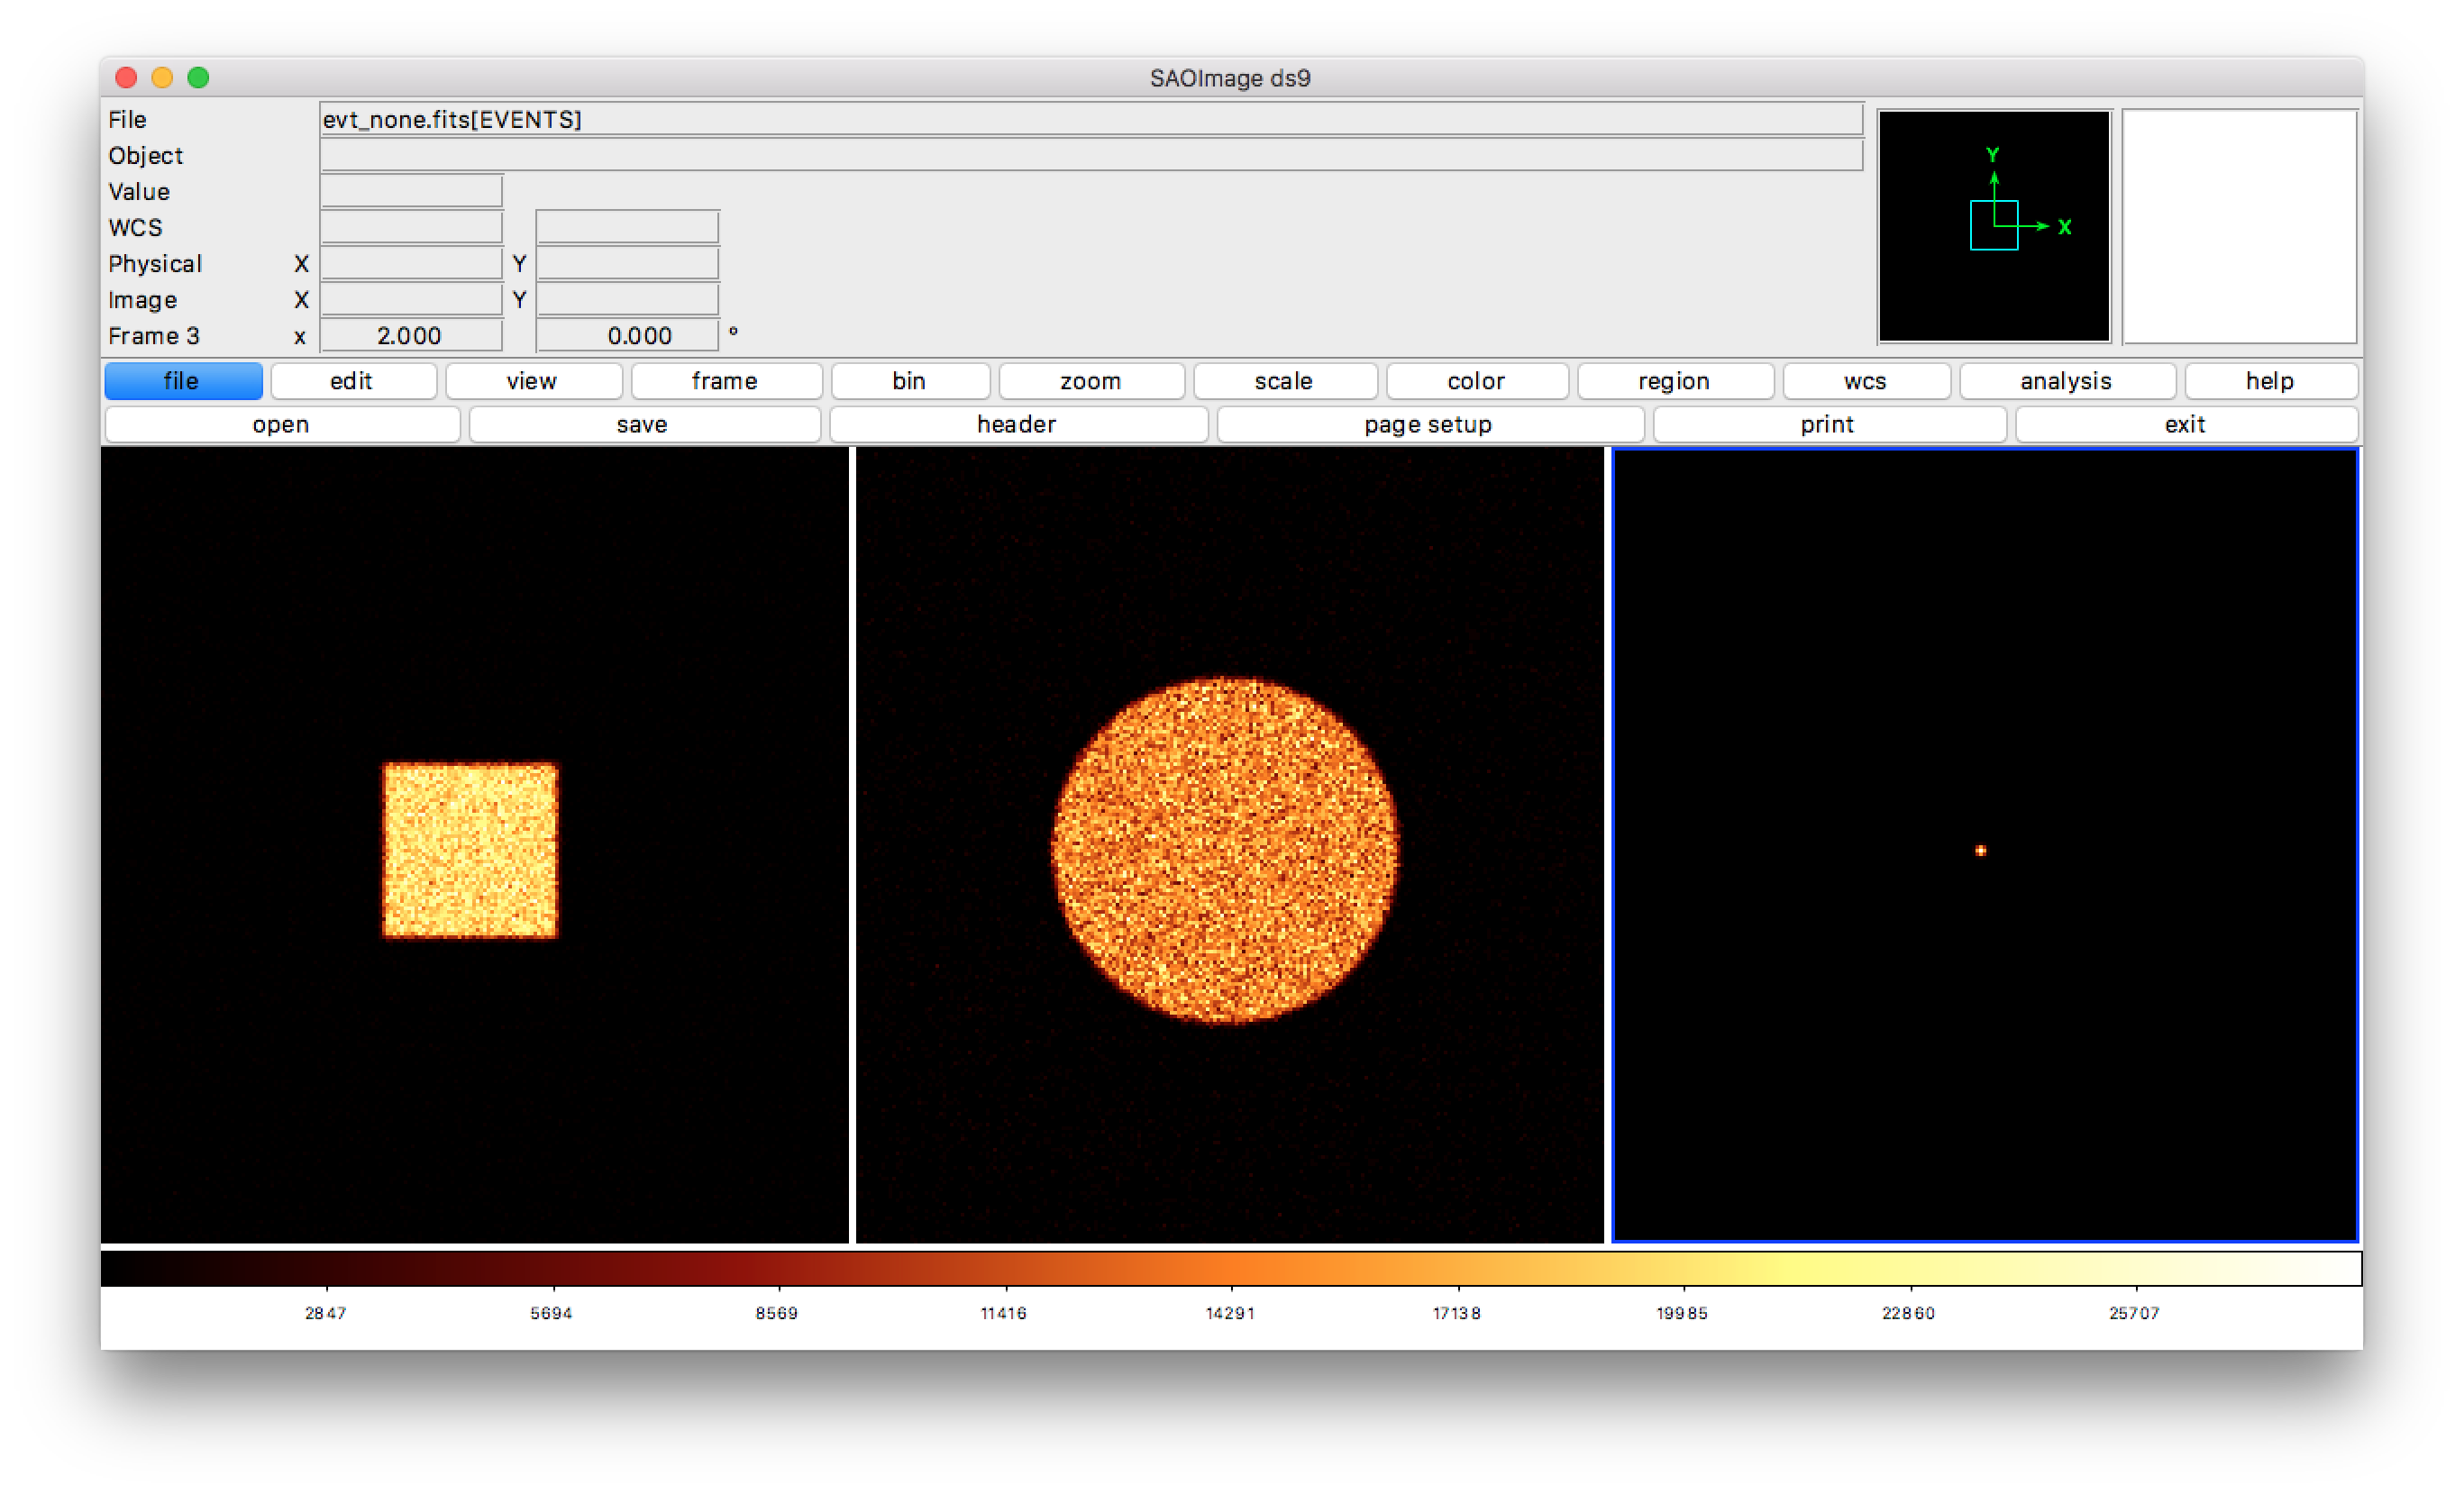 SAOImage ds9
File evt_none.fits[EVENTS]
Object
Value
WCS
Physical X Y
Image X Y
Frame 3 x 2.000 0.000 °
Y
X
file edit view frame bin zoom scale color region wcs analysis help
open save header page setup print exit
2847 5694 8569 11416 14291 17138 19985 22860 25707